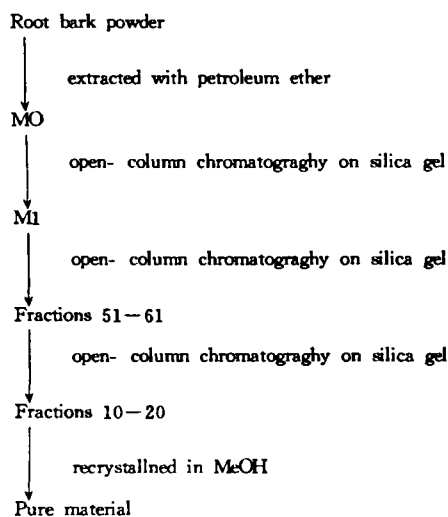 Root bark powder
extracted with petroleum ether
MO
open- column chromatograghy on silica gel
M1
open- column chromatograghy on silica gel
Fractions 51—61
open- column chromatograghy on silica gel
Fractions 10—20
recrystallned in MeOH
Pure material